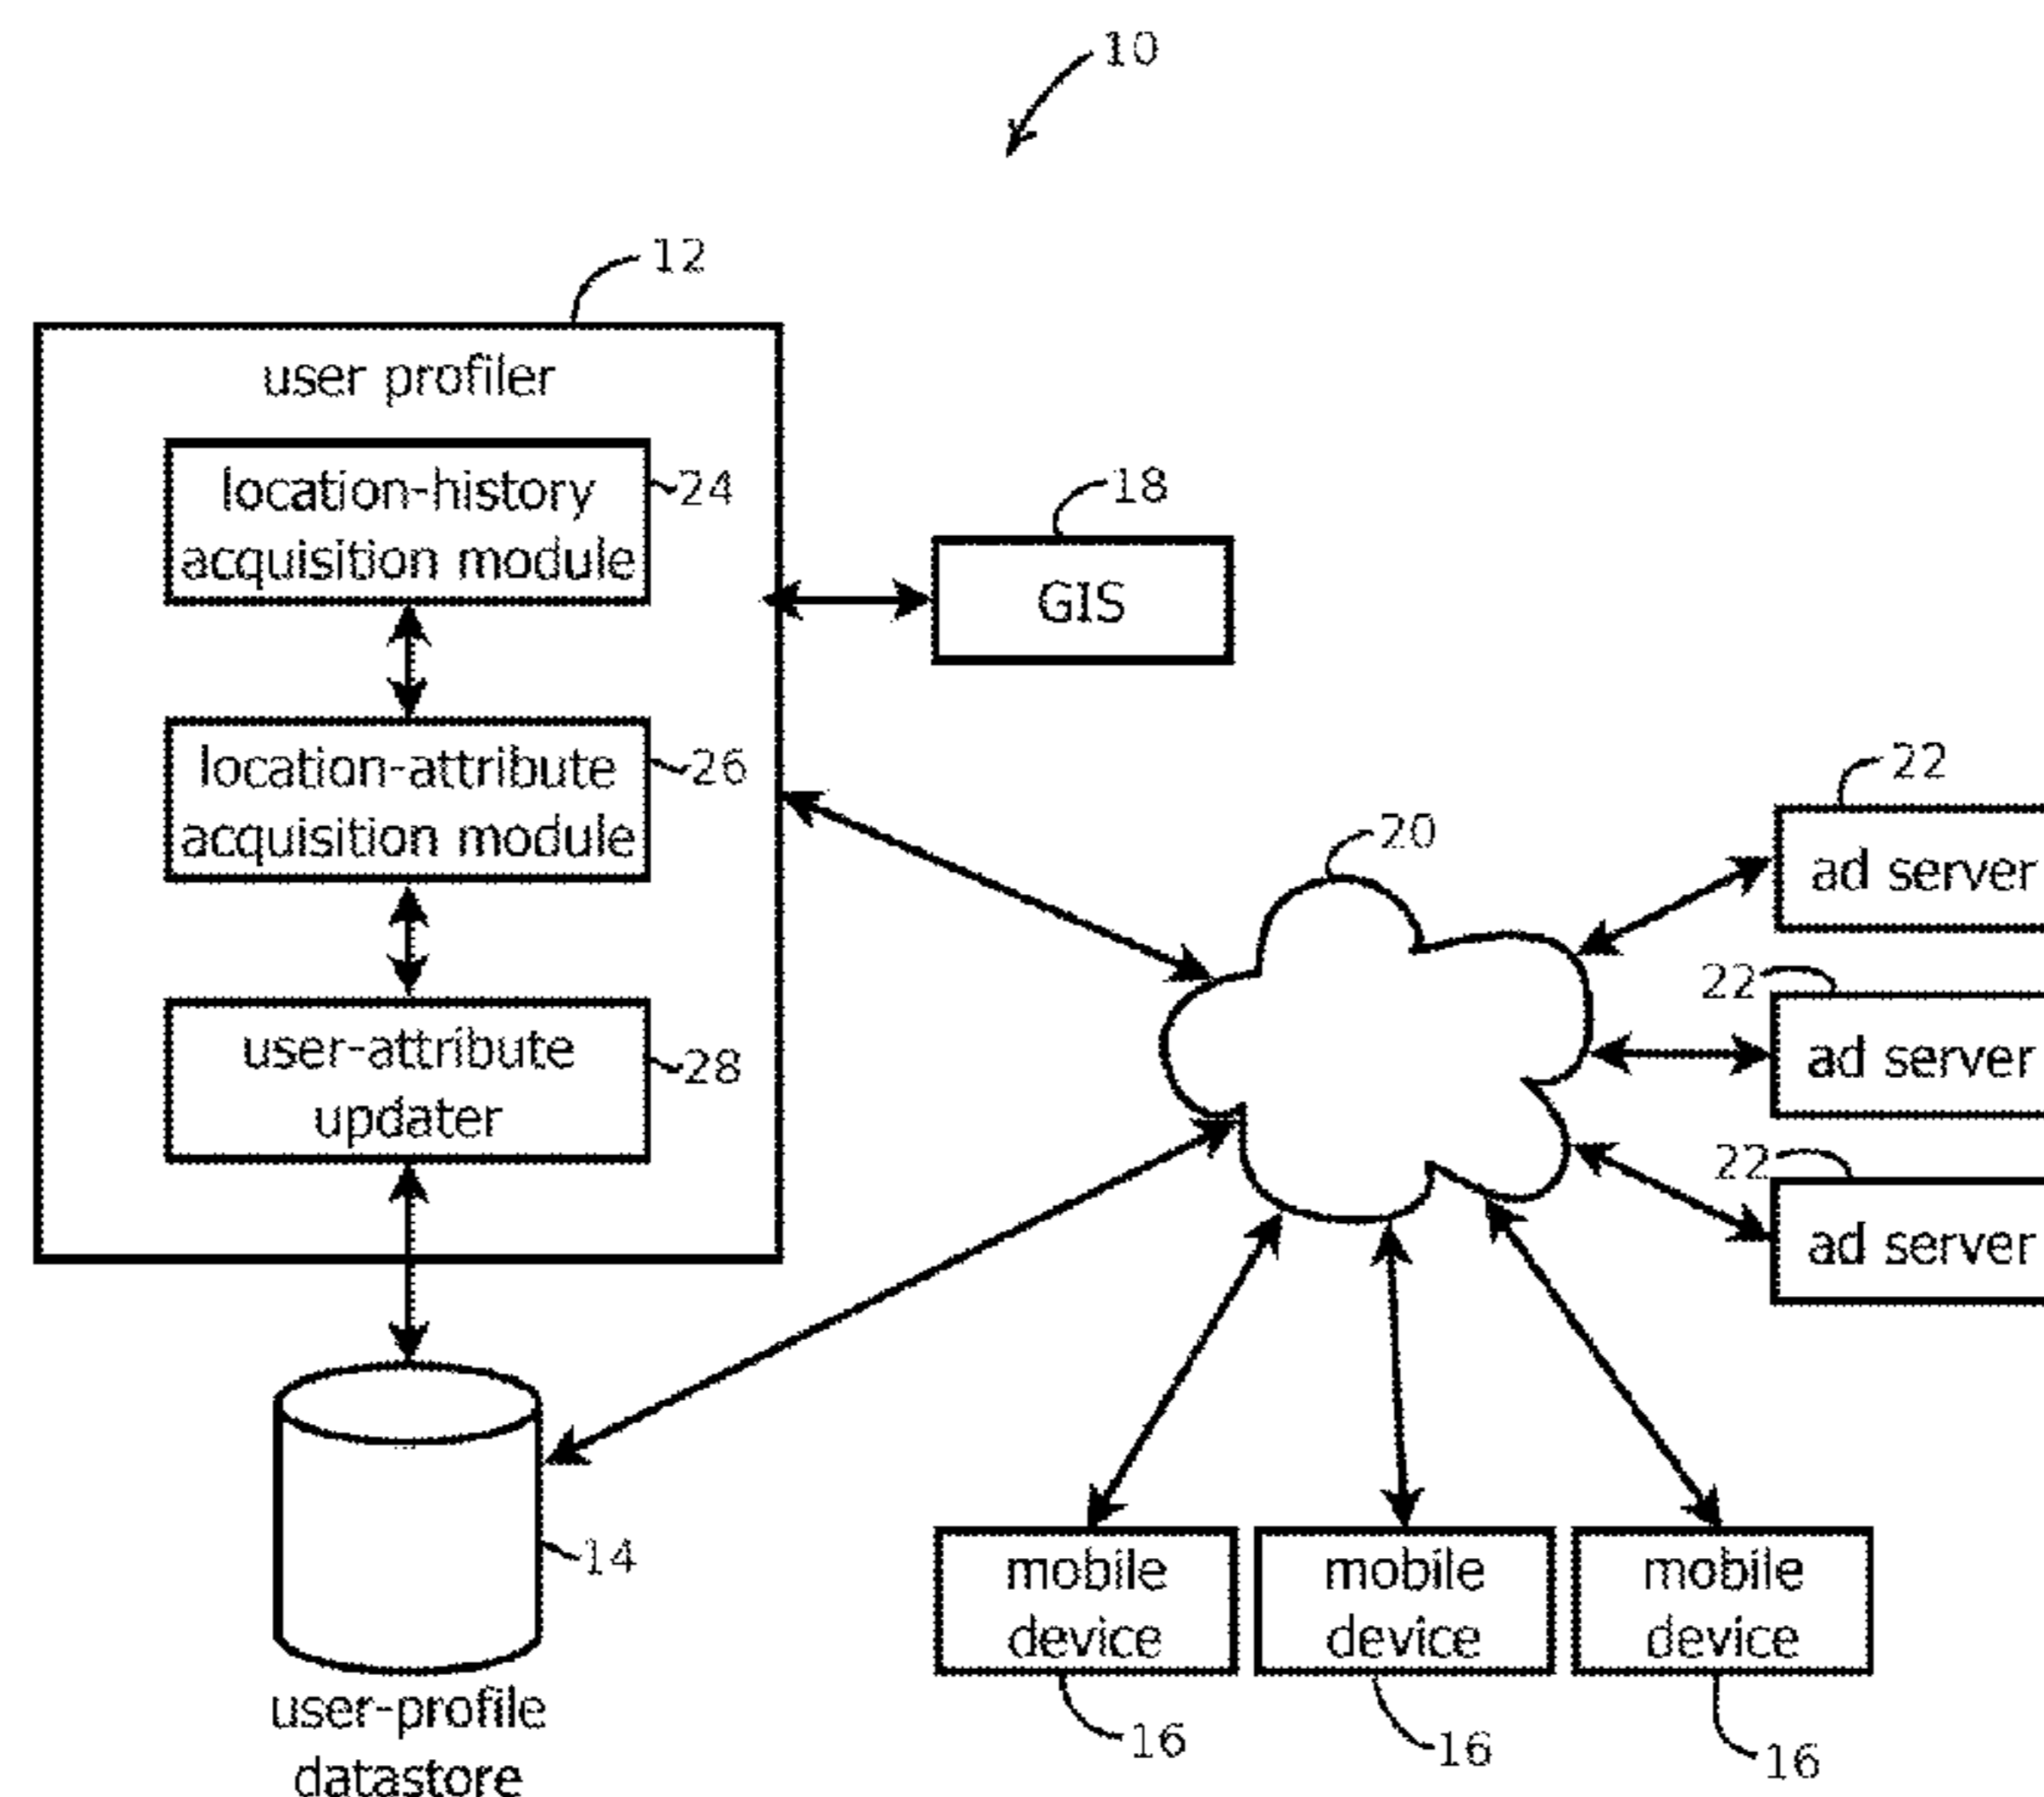 10
12
user profiler
location-history
acquisition module
24
18
GIS
location-attribute
acquisition module
26
22
ad server
20
22
ad server
user-attribute
updater
28
22
ad server
14
mobile
device
mobile
device
mobile
device
user-profile
datastore
16
16
16